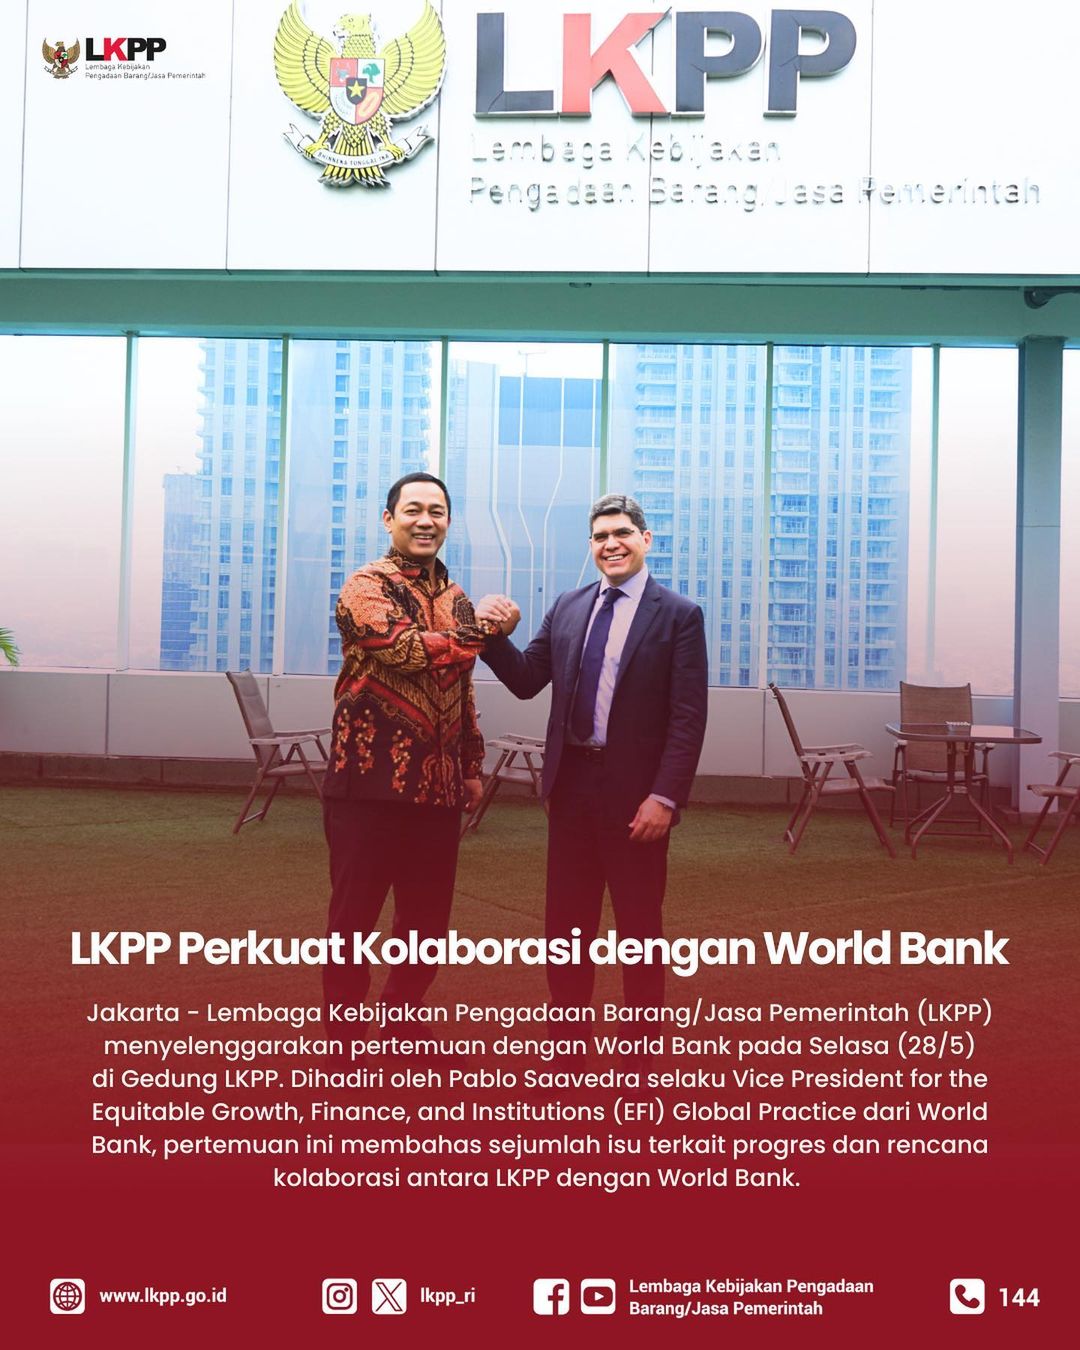 LKPP
Lembaga Kebijakan
Pengadaan Barang/Jasa Pemerintah
LKPP
Lembaga Kebijakan
Pengadaan Barang/Jasa Pemerintah
BHINNEKA TUNGGAL IKA
LKPP Perkuat Kolaborasi dengan World Bank
Jakarta - Lembaga Kebijakan Pengadaan Barang/Jasa Pemerintah (LKPP)
menyelenggarakan pertemuan dengan World Bank pada Selasa (28/5)
di Gedung LKPP. Dihadiri oleh Pablo Saavedra selaku Vice President for the
Equitable Growth, Finance, and Institutions (EFI) Global Practice dari World
Bank, pertemuan ini membahas sejumlah isu terkait progres dan rencana
kolaborasi antara LKPP dengan World Bank.
www.lkpp.go.id
lkpp_ri
Lembaga Kebijakan Pengadaan
Barang/Jasa Pemerintah
144